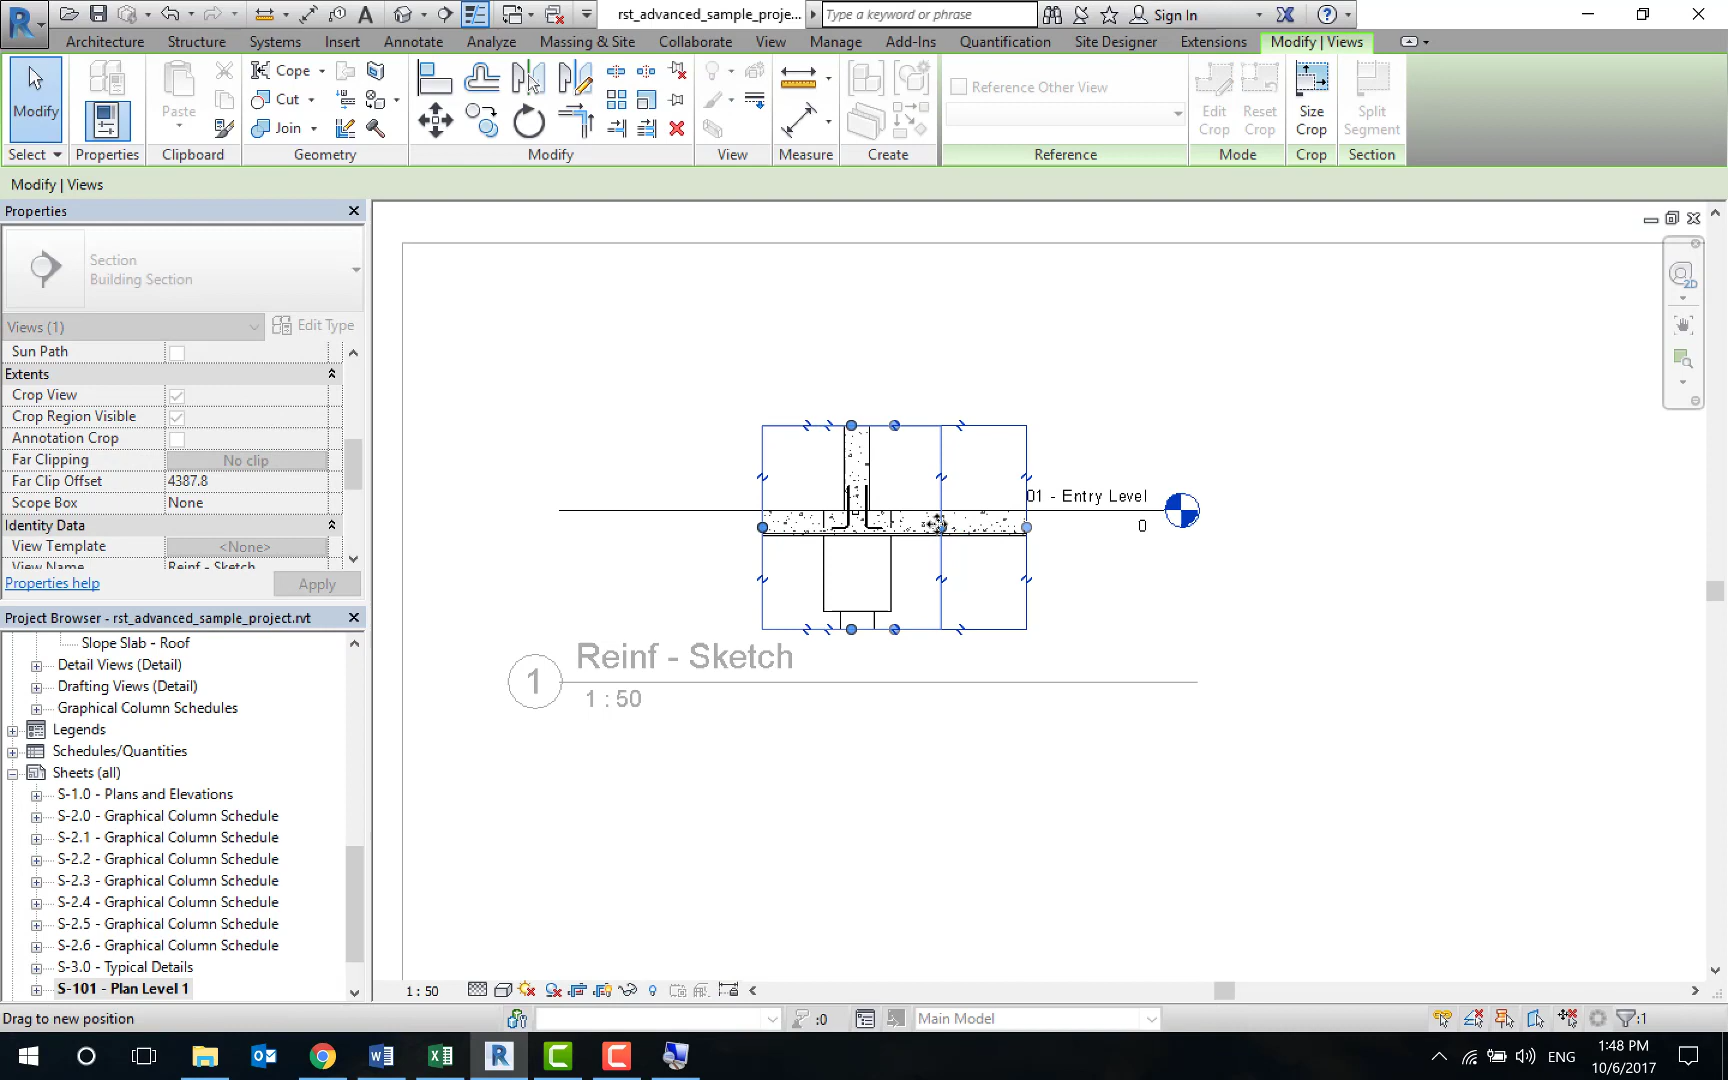 rst_advanced_sample_proje...
Type a keyword or phrase
Sign In
Architecture Structure Systems Insert Annotate Analyze Massing & Site Collaborate View Manage Add-Ins Quantification Site Designer Extensions Modify | Views
Modify
Select
Properties
Paste
Clipboard
Cope
Cut
Join
Geometry
Modify
View
Measure
Create
Reference Other View
Reference
Edit Crop
Reset Crop
Mode
Size Crop
Crop
Split Segment
Section
Modify | Views
Properties
Section
Building Section
Views (1)
Edit Type
Sun Path
Extents
Crop View
Crop Region Visible
Annotation Crop
Far Clipping No clip
Far Clip Offset 4387.8
Scope Box None
Identity Data
View Template <None>
View Name Reinf - Sketch
Properties help
Apply
Project Browser - rst_advanced_sample_project.rvt
Slope Slab - Roof
Detail Views (Detail)
Drafting Views (Detail)
Graphical Column Schedules
Legends
Schedules/Quantities
Sheets (all)
S-1.0 - Plans and Elevations
S-2.0 - Graphical Column Schedule
S-2.1 - Graphical Column Schedule
S-2.2 - Graphical Column Schedule
S-2.3 - Graphical Column Schedule
S-2.4 - Graphical Column Schedule
S-2.5 - Graphical Column Schedule
S-2.6 - Graphical Column Schedule
S-3.0 - Typical Details
S-101 - Plan Level 1
01 - Entry Level
0
1
Reinf - Sketch
1 : 50
2D
1 : 50
Drag to new position
:0
Main Model
:1
ENG
1:48 PM
10/6/2017